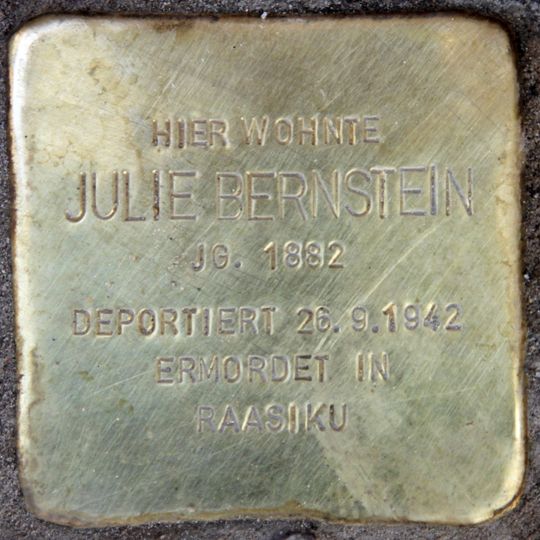 HIER WOHNTE
JULIE BERNSTEIN
JG. 1882
DEPORTIERT 26.9.1942
ERMORDET IN
RAASIKU